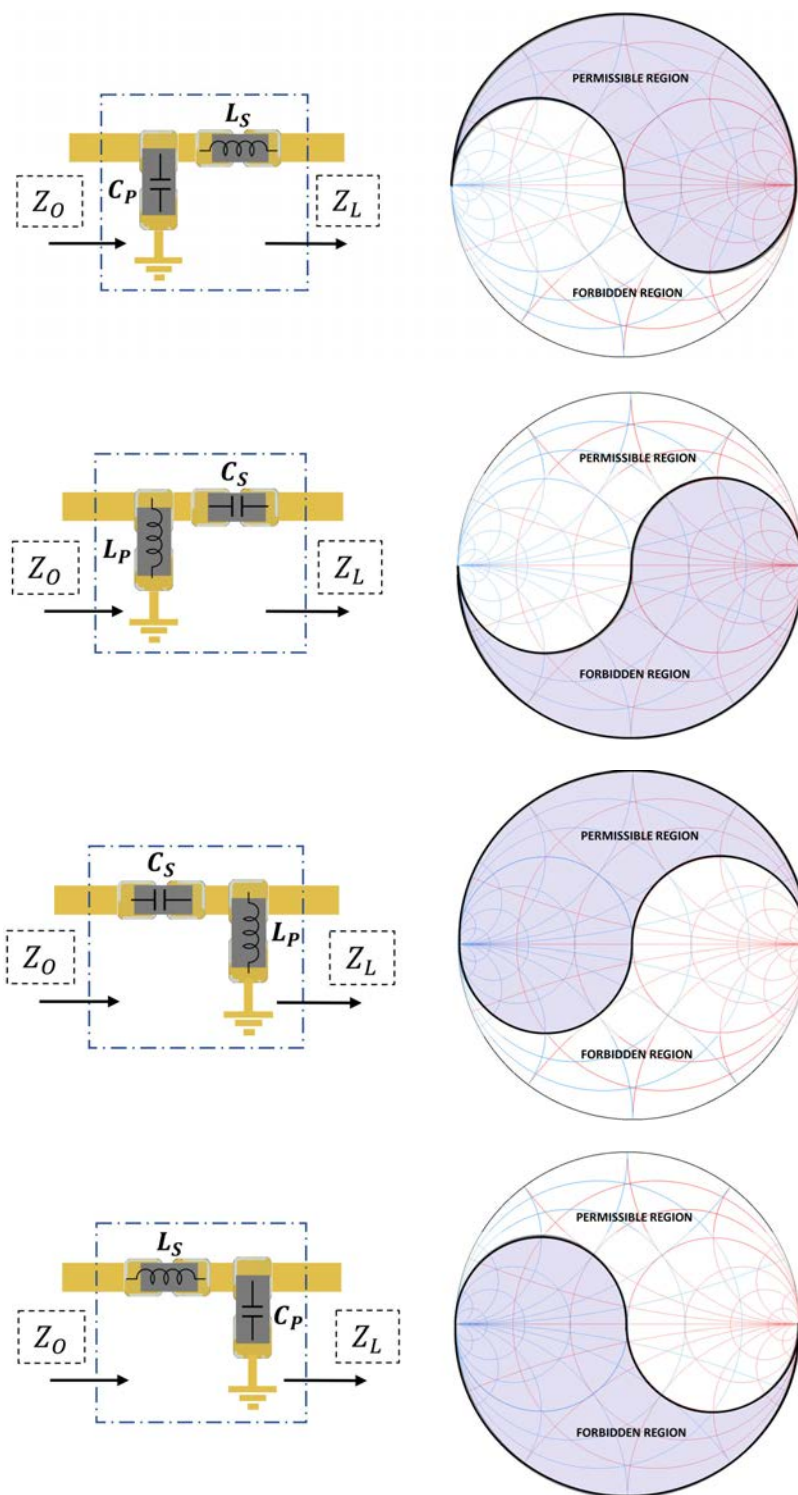 PERMISSIBLE REGION
L_S
C_P
Z_O
Z_L
FORBIDDEN REGION
PERMISSIBLE REGION
C_S
L_P
Z_O
Z_L
FORBIDDEN REGION
PERMISSIBLE REGION
C_S
L_P
Z_O
Z_L
FORBIDDEN REGION
PERMISSIBLE REGION
L_S
C_P
Z_O
Z_L
FORBIDDEN REGION